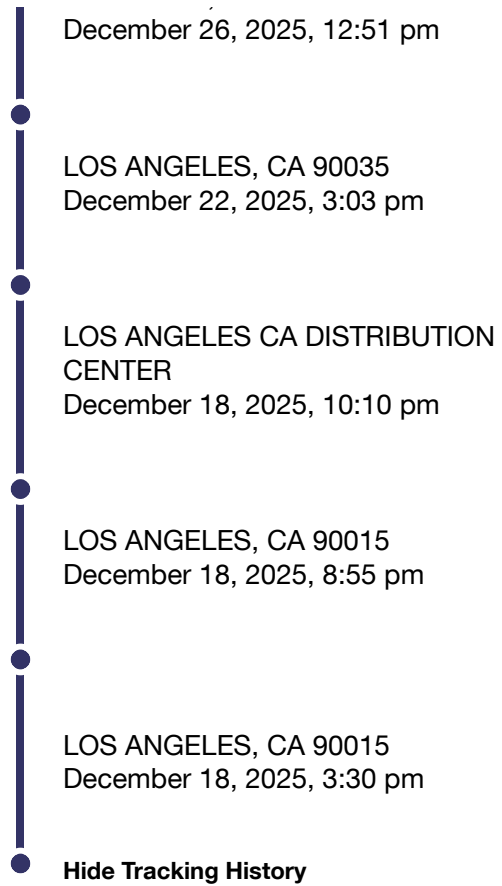 December 26, 2025, 12:51 pm
LOS ANGELES, CA 90035
December 22, 2025, 3:03 pm
LOS ANGELES CA DISTRIBUTION
CENTER
December 18, 2025, 10:10 pm
LOS ANGELES, CA 90015
December 18, 2025, 8:55 pm
LOS ANGELES, CA 90015
December 18, 2025, 3:30 pm
Hide Tracking History